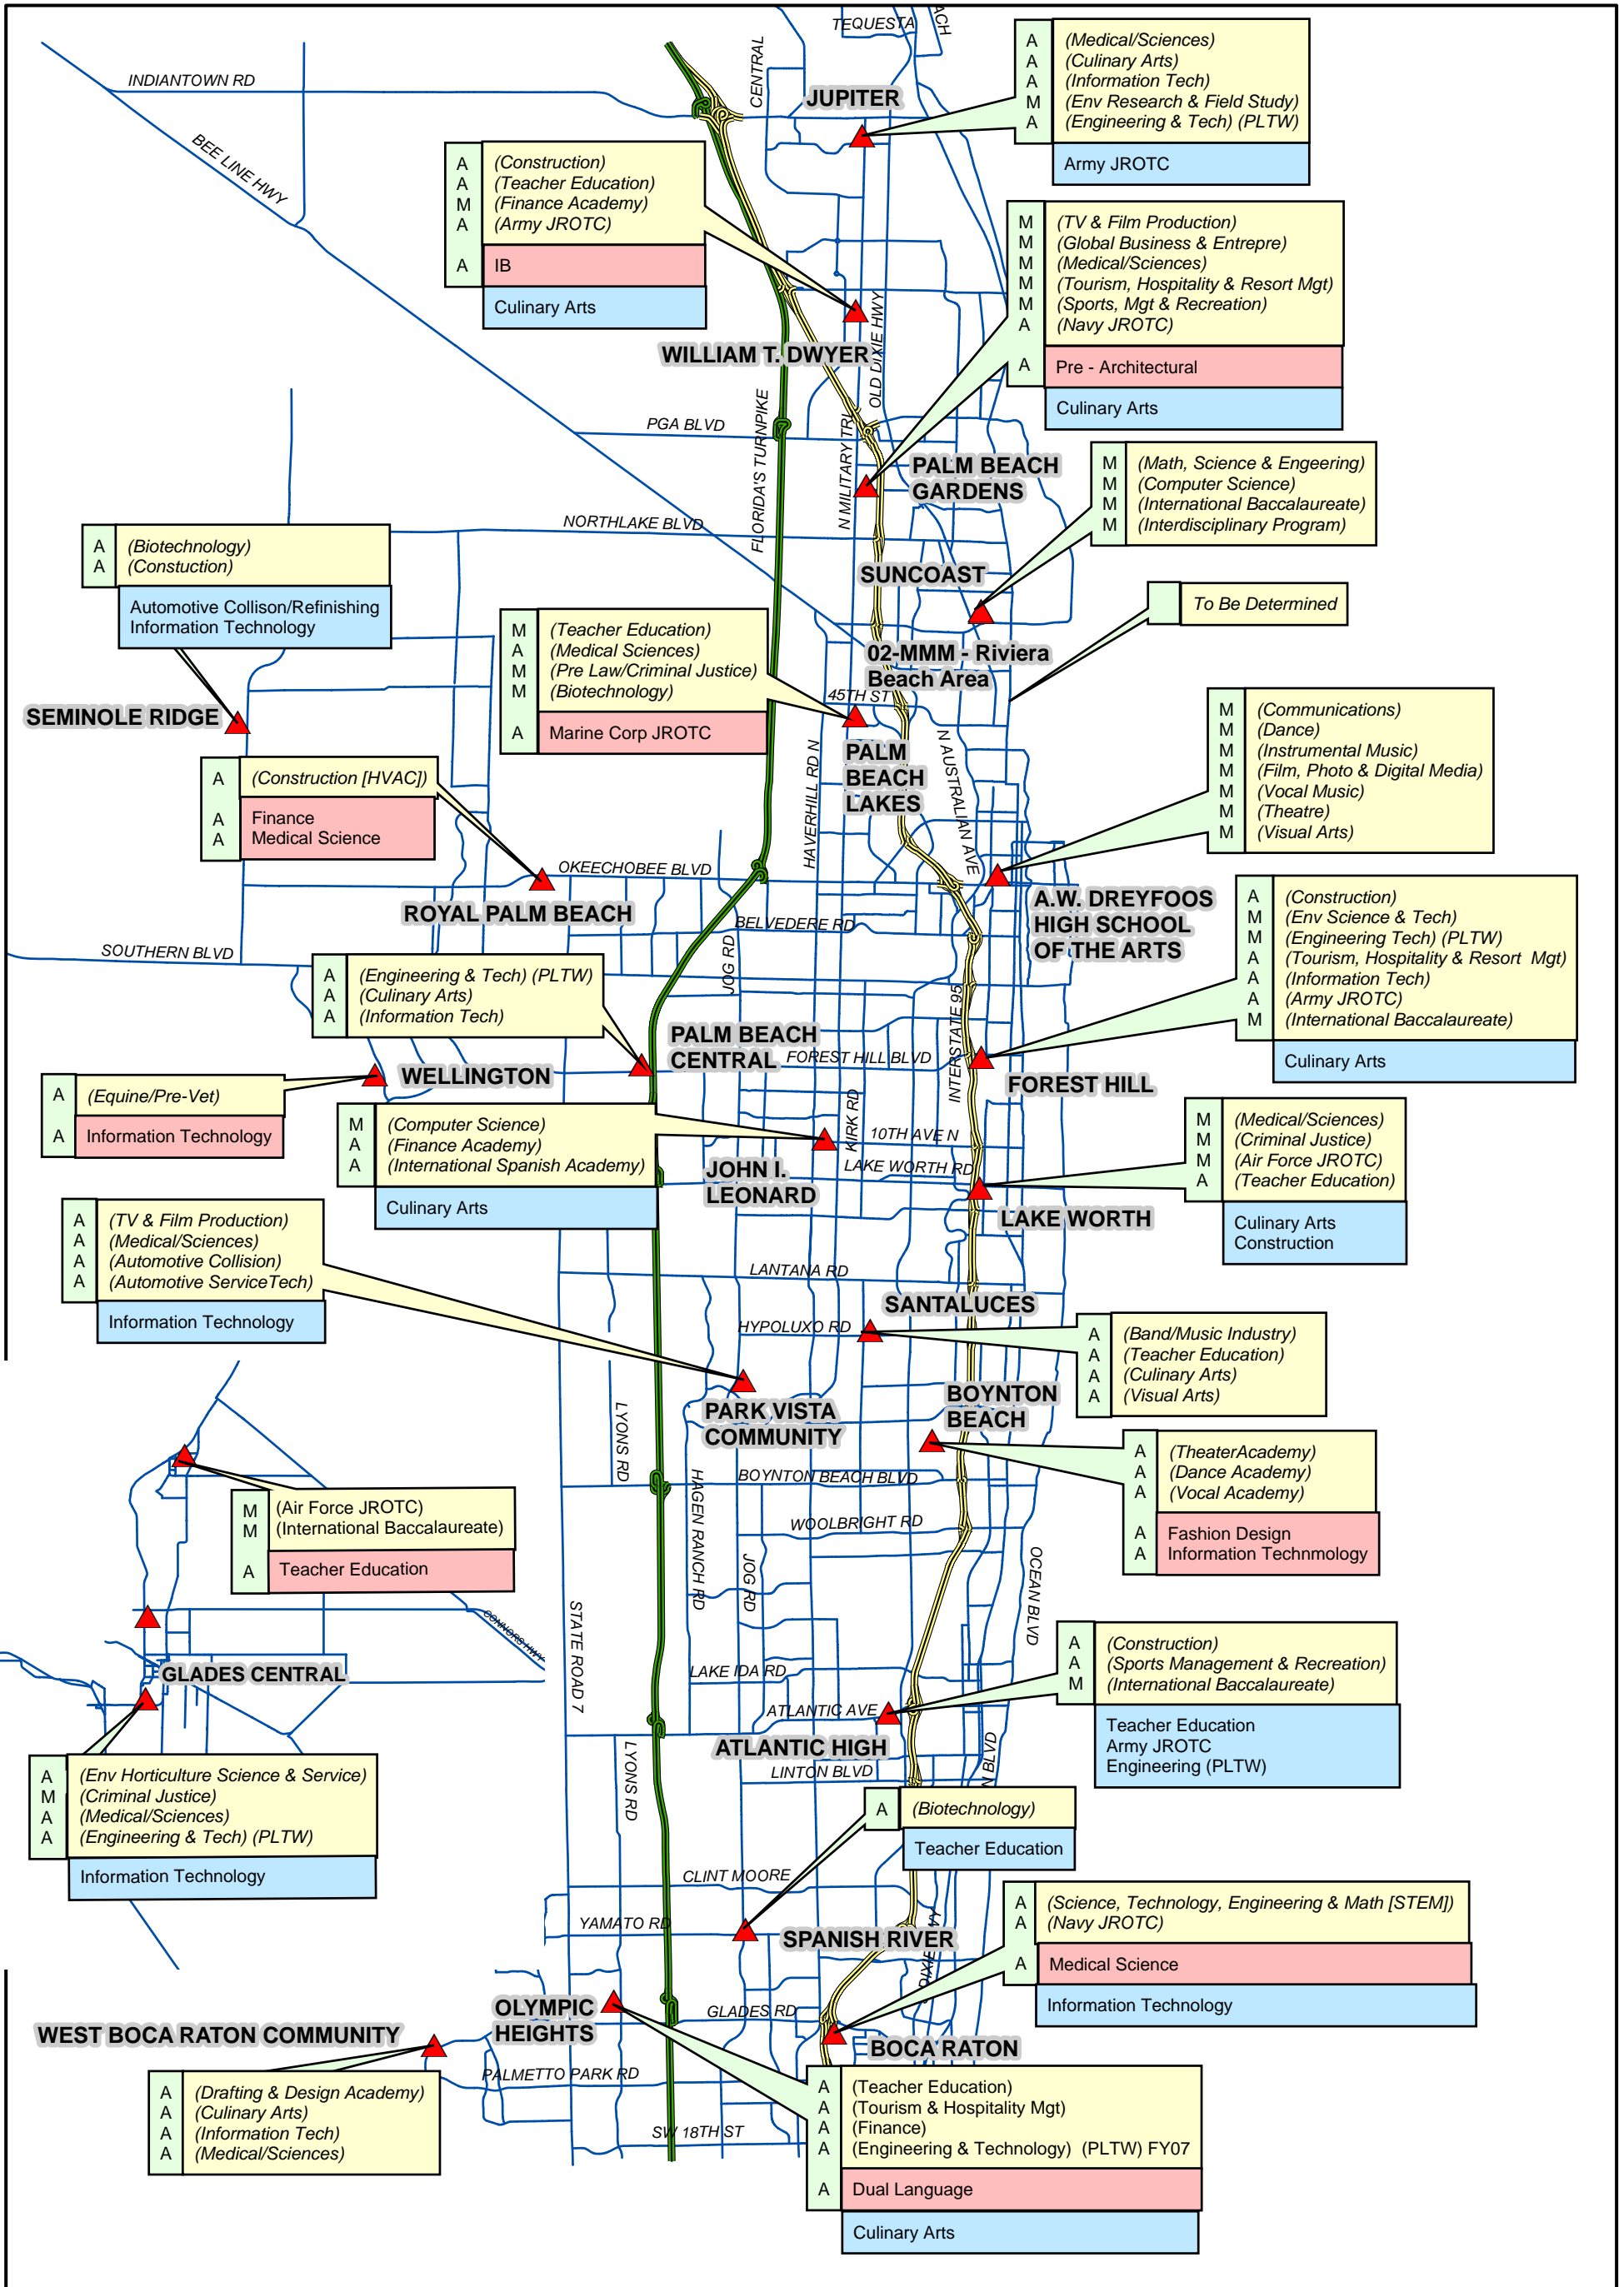 TEQUESTA
ACH
CENTRAL
INDIANTOWN RD
BEE LINE HWY
JUPITER
A (Medical/Sciences)
A (Culinary Arts)
A (Information Tech)
M (Env Research & Field Study)
A (Engineering & Tech) (PLTW)
Army JROTC
A (Construction)
A (Teacher Education)
M (Finance Academy)
A (Army JROTC)
A IB
Culinary Arts
WILLIAM T. DWYER
OLD DIXIE HWY
M (TV & Film Production)
M (Global Business & Entrepre)
M (Medical/Sciences)
M (Tourism, Hospitality & Resort Mgt)
M (Sports, Mgt & Recreation)
A (Navy JROTC)
A Pre - Architectural
Culinary Arts
FLORIDA'S TURNPIKE
PGA BLVD
N MILITARY TRL
PALM BEACH
GARDENS
M (Math, Science & Engeering)
M (Computer Science)
M (International Baccalaureate)
M (Interdisciplinary Program)
NORTHLAKE BLVD
SUNCOAST
A (Biotechnology)
A (Constuction)
Automotive Collison/Refinishing
Information Technology
SEMINOLE RIDGE
To Be Determined
02-MMM - Riviera
Beach Area
M (Teacher Education)
A (Medical Sciences)
M (Pre Law/Criminal Justice)
M (Biotechnology)
A Marine Corp JROTC
45TH ST
PALM
BEACH
LAKES
HAVERHILL RD N
N AUSTRALIAN AVE
M (Communications)
M (Dance)
M (Instrumental Music)
M (Film, Photo & Digital Media)
M (Vocal Music)
M (Theatre)
M (Visual Arts)
A (Construction [HVAC])
A Finance
A Medical Science
OKEECHOBEE BLVD
ROYAL PALM BEACH
BELVEDERE RD
A.W. DREYFOOS
HIGH SCHOOL
OF THE ARTS
SOUTHERN BLVD
JOG RD
INTERSTATE 95
A (Construction)
M (Env Science & Tech)
M (Engineering Tech) (PLTW)
A (Tourism, Hospitality & Resort Mgt)
A (Information Tech)
A (Army JROTC)
M (International Baccalaureate)
Culinary Arts
A (Engineering & Tech) (PLTW)
A (Culinary Arts)
A (Information Tech)
PALM BEACH
CENTRAL
FOREST HILL BLVD
FOREST HILL
WELLINGTON
A (Equine/Pre-Vet)
A Information Technology
M (Computer Science)
A (Finance Academy)
A (International Spanish Academy)
Culinary Arts
KIRK RD
10TH AVE N
LAKE WORTH RD
JOHN I.
LEONARD
M (Medical/Sciences)
M (Criminal Justice)
M (Air Force JROTC)
A (Teacher Education)
Culinary Arts
Construction
LAKE WORTH
A (TV & Film Production)
A (Medical/Sciences)
A (Automotive Collision)
A (Automotive ServiceTech)
Information Technology
LANTANA RD
SANTALUCES
HYPOLUXO RD
A (Band/Music Industry)
A (Teacher Education)
A (Culinary Arts)
A (Visual Arts)
PARK VISTA
COMMUNITY
BOYNTON
BEACH
LYONS RD
BOYNTON BEACH BLVD
A (TheaterAcademy)
A (Dance Academy)
A (Vocal Academy)
A Fashion Design
A Information Technmology
M (Air Force JROTC)
M (International Baccalaureate)
A Teacher Education
HAGEN RANCH RD
WOOLBRIGHT RD
JOG RD
OCEAN BLVD
STATE ROAD 7
CONNORS HWY
GLADES CENTRAL
LAKE IDA RD
A (Construction)
A (Sports Management & Recreation)
M (International Baccalaureate)
Teacher Education
Army JROTC
Engineering (PLTW)
ATLANTIC AVE
ATLANTIC HIGH
LINTON BLVD
N BLVD
LYONS RD
A (Env Horticulture Science & Service)
M (Criminal Justice)
A (Medical/Sciences)
A (Engineering & Tech) (PLTW)
Information Technology
A (Biotechnology)
Teacher Education
CLINT MOORE
YAMATO RD
SPANISH RIVER
DIXIE
A (Science, Technology, Engineering & Math [STEM])
A (Navy JROTC)
A Medical Science
Information Technology
OLYMPIC
HEIGHTS
GLADES RD
BOCA RATON
WEST BOCA RATON COMMUNITY
PALMETTO PARK RD
A (Drafting & Design Academy)
A (Culinary Arts)
A (Information Tech)
A (Medical/Sciences)
SW 18TH ST
A (Teacher Education)
A (Tourism & Hospitality Mgt)
A (Finance)
A (Engineering & Technology) (PLTW) FY07
A Dual Language
Culinary Arts